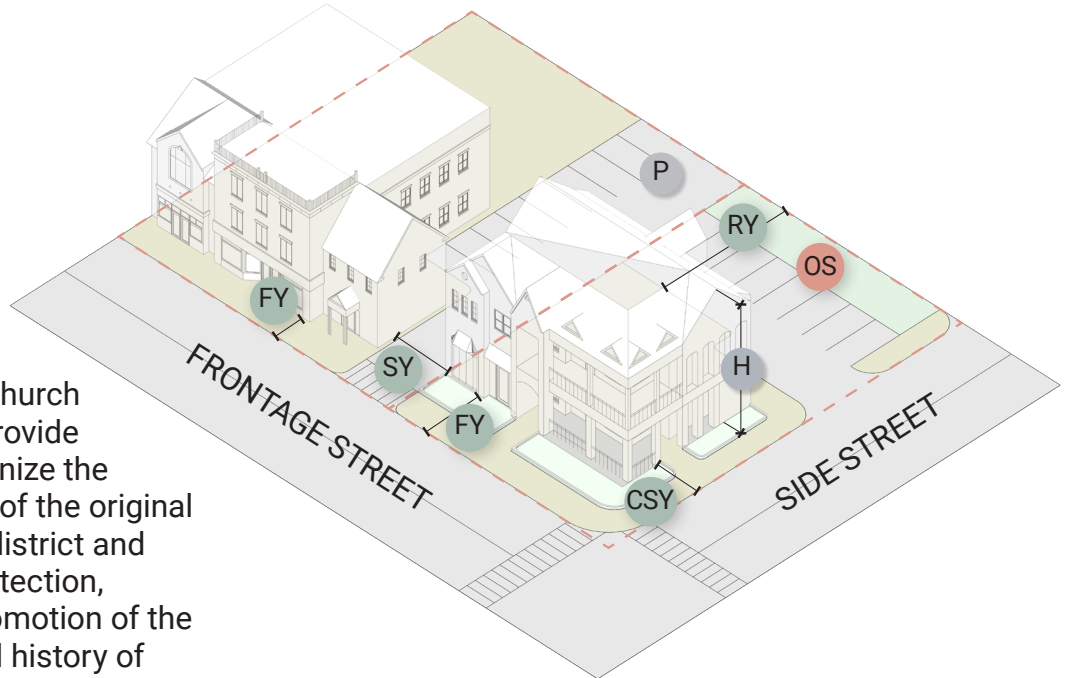 P
RY
OS
FY
H
SY
FY
FRONTAGE STREET
CSY
SIDE STREET
hurch
rovide
nize the
of the original
district and
tection,
omotion of the
history of